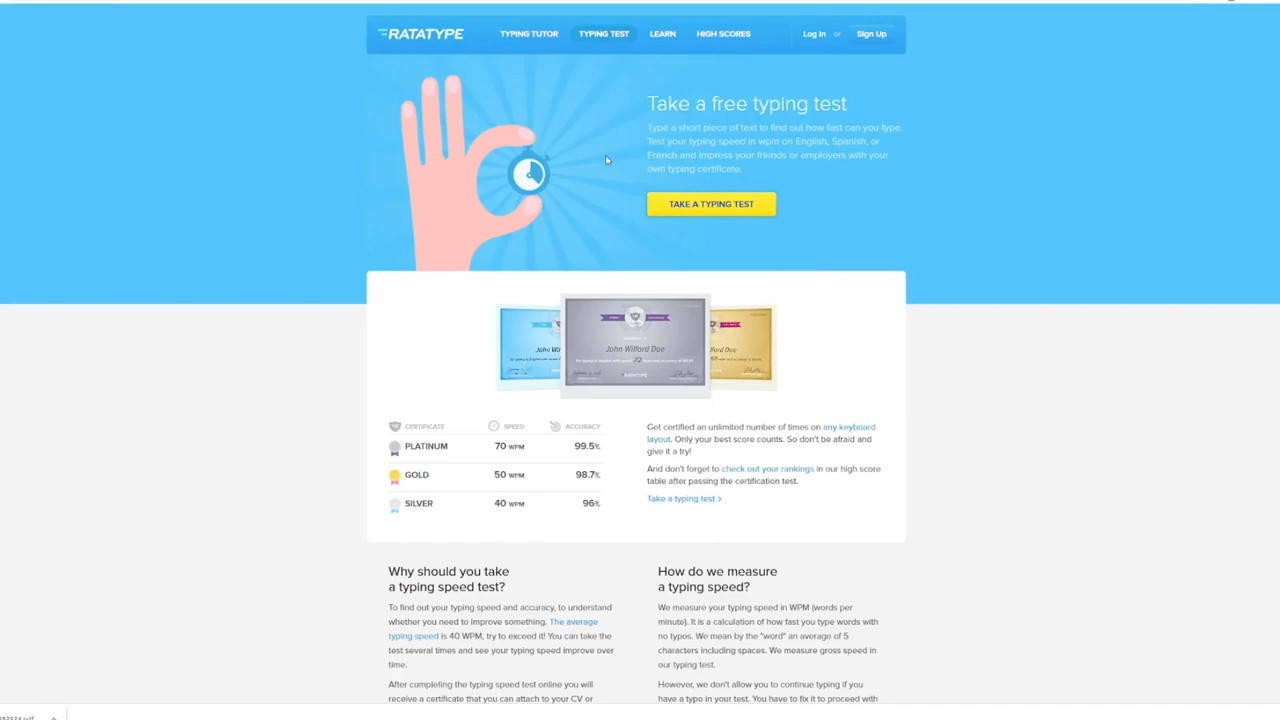 RATATYPE TYPING TUTOR TYPING TEST LEARN HIGH SCORES Log In or Sign Up
Take a free typing test
Type a short piece of text to find out how fast can you type.
Test your typing speed in wpm on English, Spanish, or
French and impress your friends or employers with your
own typing certificate.
TAKE A TYPING TEST
John Wilford Doe
RATATYPE
CERTIFICATE SPEED ACCURACY
PLATINUM 70 WPM 99.5%
GOLD 50 WPM 98.7%
SILVER 40 WPM 96%
Get certified an unlimited number of times on any keyboard
layout. Only your best score counts. So don't be afraid and
give it a try!
And don't forget to check out your rankings in our high score
table after passing the certification test.
Take a typing test >
Why should you take
a typing speed test?
To find out your typing speed and accuracy, to understand
whether you need to improve something. The average
typing speed is 40 WPM, try to exceed it! You can take the
test several times and see your typing speed improve over
time.
After completing the typing speed test online you will
receive a certificate that you can attach to your CV or
How do we measure
a typing speed?
We measure your typing speed in WPM (words per
minute). It is a calculation of how fast you type words with
no typos. We mean by the "word" an average of 5
characters including spaces. We measure gross speed in
our typing test.
However, we don't allow you to continue typing if you
have a typo in your test. You have to fix it to proceed with